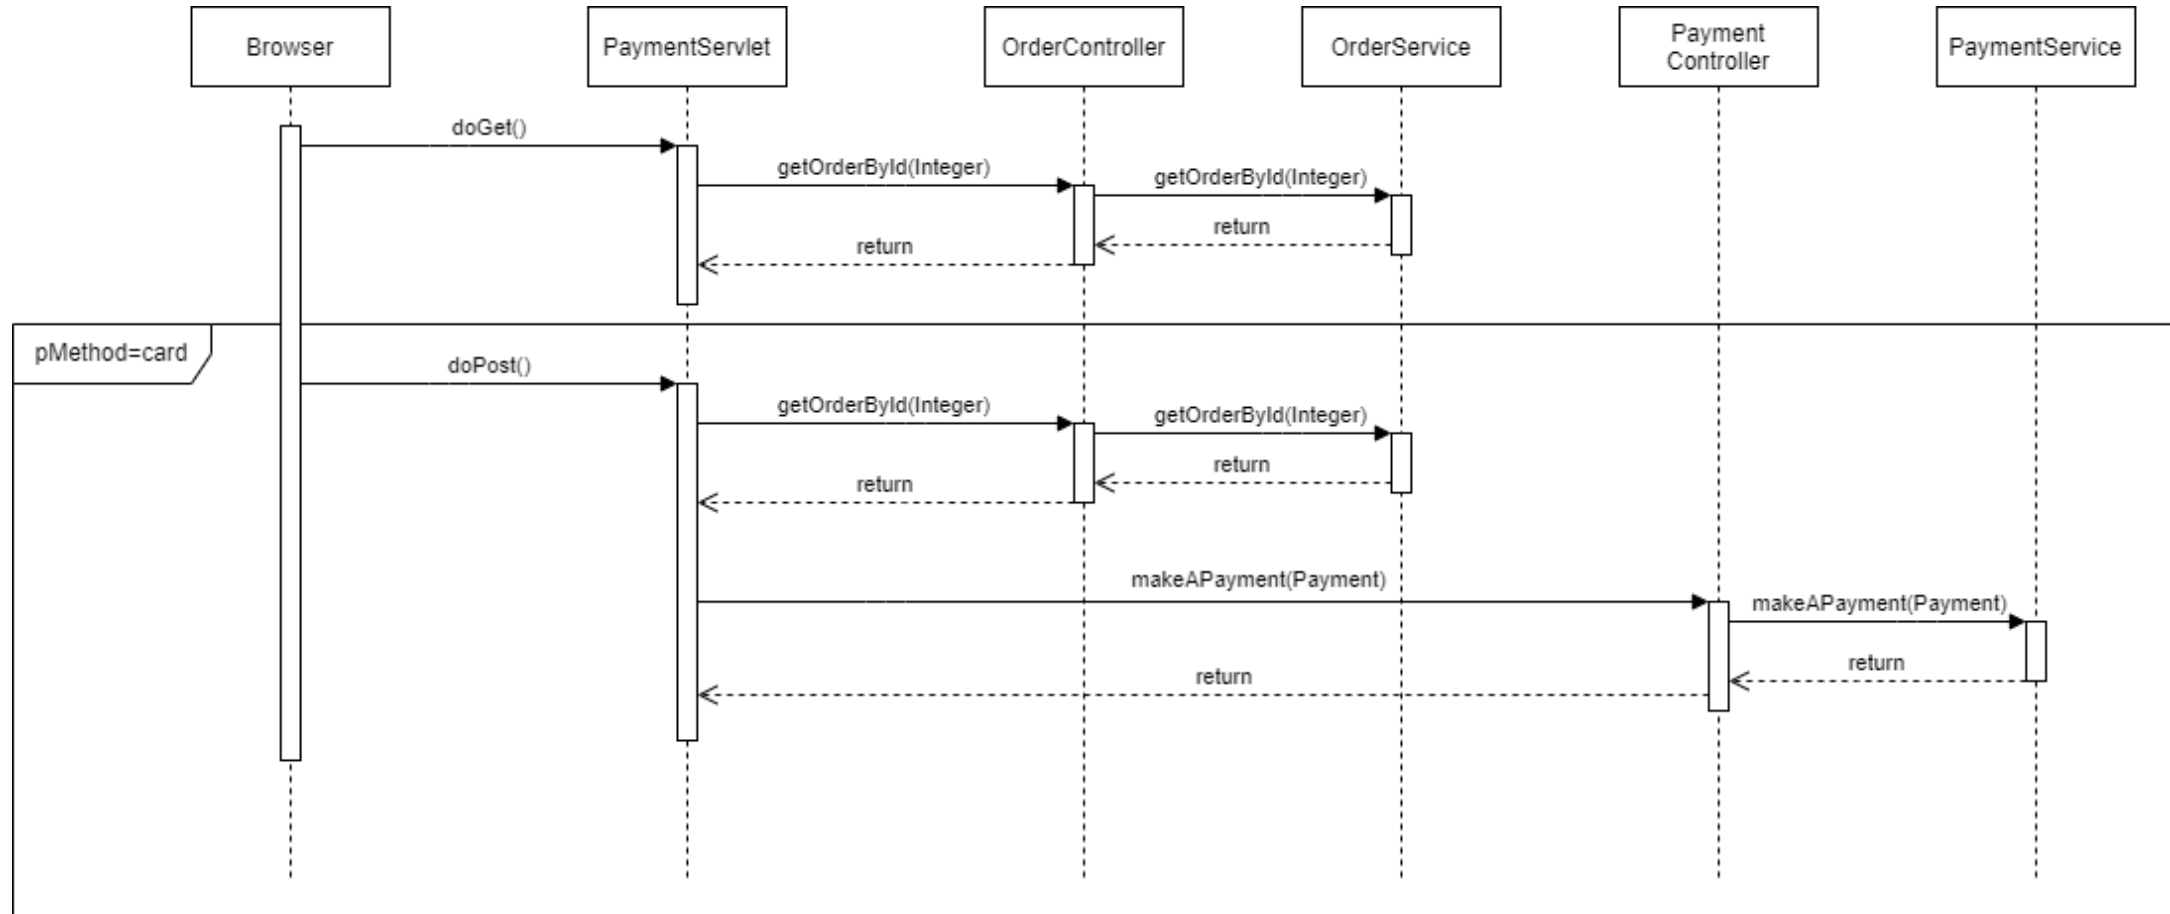 Browser
PaymentServlet
OrderController
OrderService
Payment
Controller
PaymentService
doGet()
getOrderById(Integer)
getOrderById(Integer)
return
return
pMethod=card
doPost()
getOrderById(Integer)
getOrderById(Integer)
return
return
makeAPayment(Payment)
makeAPayment(Payment)
return
return